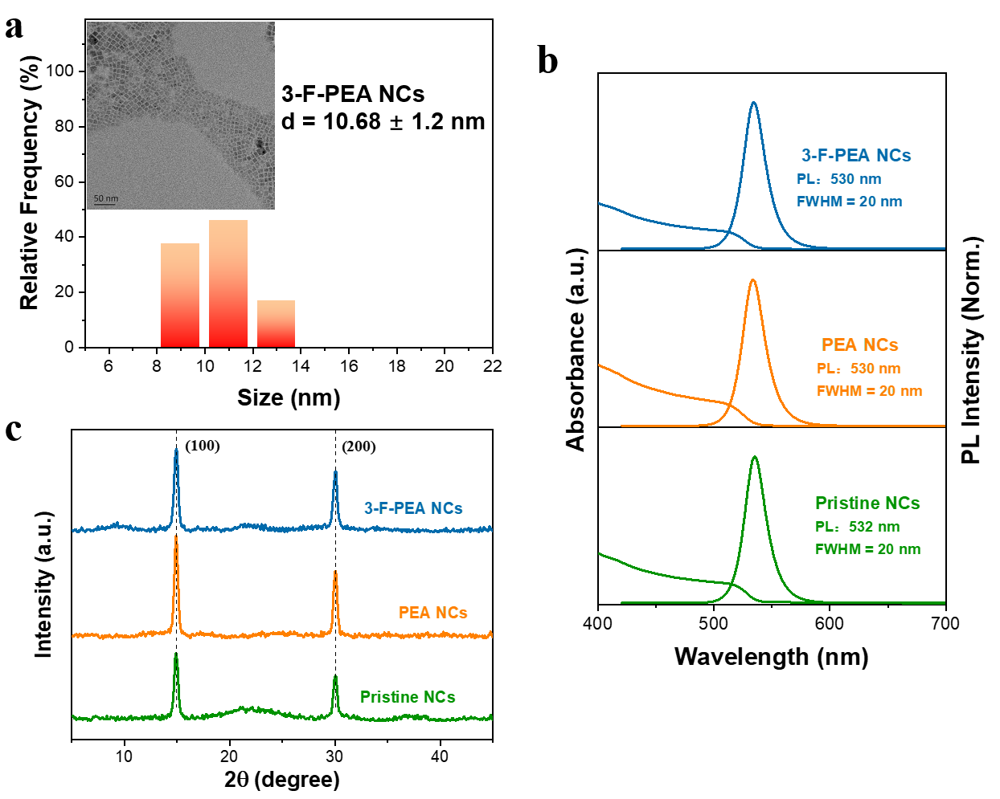 a
Relative Frequency (%)
100
80
60
40
20
0
50 nm
3-F-PEA NCs
d = 10.68 ± 1.2 nm
6 8 10 12 14 16 18 20 22
Size (nm)
b
Absorbance (a.u.)
PL Intensity (Norm.)
3-F-PEA NCs
PL：530 nm
FWHM = 20 nm
PEA NCs
PL：530 nm
FWHM = 20 nm
Pristine NCs
PL：532 nm
FWHM = 20 nm
400 500 600 700
Wavelength (nm)
c
Intensity (a.u.)
(100) (200)
3-F-PEA NCs
PEA NCs
Pristine NCs
10 20 30 40
2θ (degree)